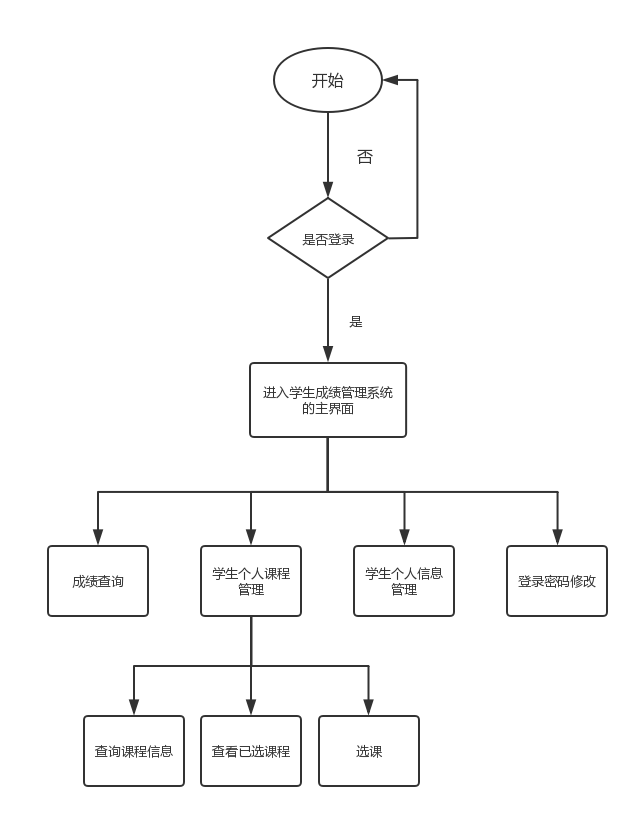 开始
否
是否登录
是
进入学生成绩管理系统
的主界面
成绩查询
学生个人课程
管理
学生个人信息
管理
登录密码修改
查询课程信息
查看已选课程
选课